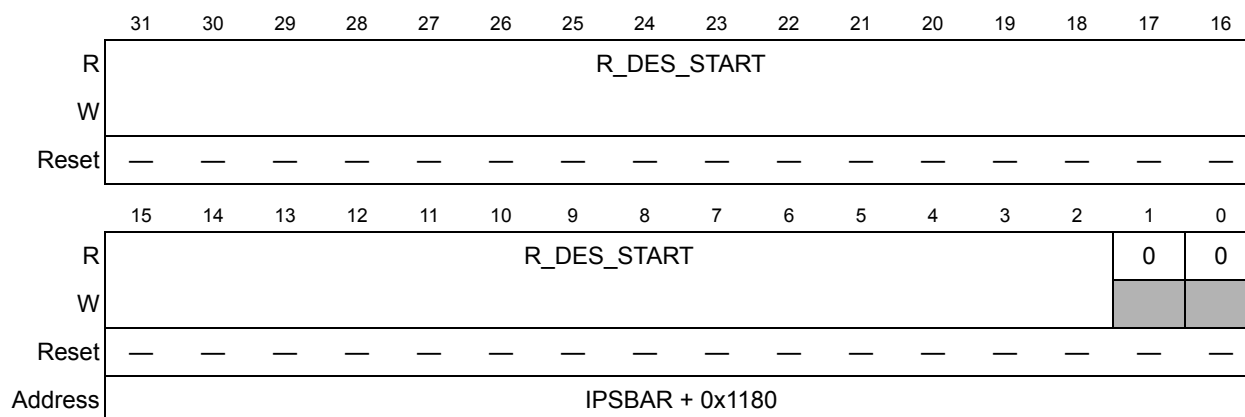 31 30 29 28 27 26 25 24 23 22 21 20 19 18 17 16
R R_DES_START
W
Reset — — — — — — — — — — — — — — — —
15 14 13 12 11 10 9 8 7 6 5 4 3 2 1 0
R R_DES_START 0 0
W
Reset — — — — — — — — — — — — — — — —
Address IPSBAR + 0x1180